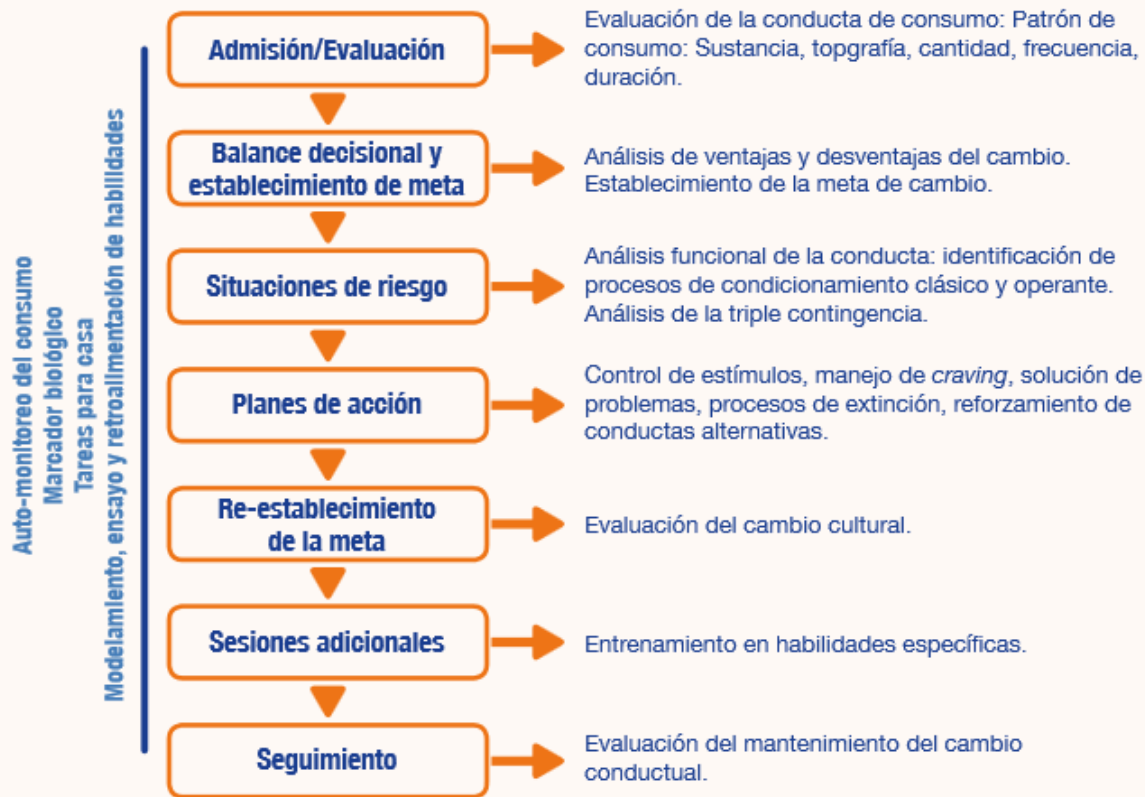 Auto-monitoreo del consumo
Marcador biológico
Tareas para casa
Modelamiento, ensayo y retroalimentación de habilidades
Admisión/Evaluación
Evaluación de la conducta de consumo: Patrón de
consumo: Sustancia, topgrafía, cantidad, frecuencia,
duración.
Balance decisional y
establecimiento de meta
Análisis de ventajas y desventajas del cambio.
Establecimiento de la meta de cambio.
Situaciones de riesgo
Análisis funcional de la conducta: identificación de
procesos de condicionamiento clásico y operante.
Análisis de la triple contingencia.
Planes de acción
Control de estímulos, manejo de craving, solución de
problemas, procesos de extinción, reforzamiento de
conductas alternativas.
Re-establecimiento
de la meta
Evaluación del cambio cultural.
Sesiones adicionales
Entrenamiento en habilidades específicas.
Seguimiento
Evaluación del mantenimiento del cambio
conductual.